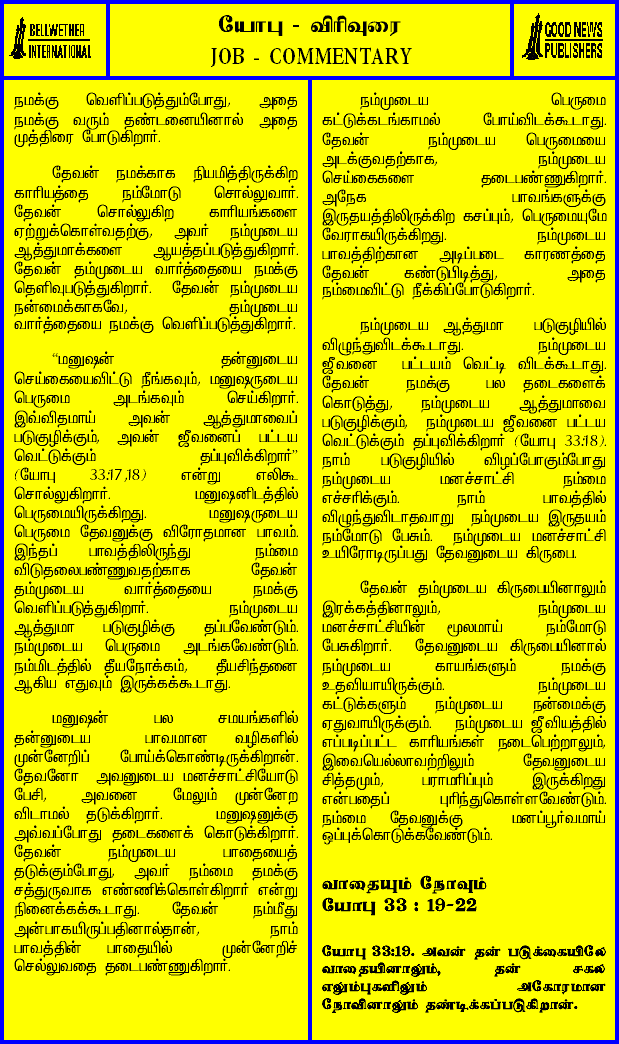 BELLWETHER
INTERNATIONAL
யோபு - விரிவுரை
JOB - COMMENTARY
GOOD NEWS
PUBLISHERS
நமக்கு வெளிப்படுத்தும்போது, அதை
நமக்கு வரும் தண்டனையினால் அதை
முத்திரை போடுகிறார்.
தேவன் நமக்காக நியமித்திருக்கிற
காரியத்தை நம்மோடு சொல்லுவார்.
தேவன் சொல்லுகிற காரியங்களை
ஏற்றுக்கொள்வதற்கு, அவர் நம்முடைய
ஆத்துமாக்களை ஆயத்தப்படுத்துகிறார்.
தேவன் தம்முடைய வார்த்தையை நமக்கு
தெளிவுபடுத்துகிறார். தேவன் நம்முடைய
நன்மைக்காகவே, தம்முடைய
வார்த்தையை நமக்கு வெளிப்படுத்துகிறார்.
“மனுஷன் தன்னுடைய
செய்கையைவிட்டு நீங்கவும், மனுஷருடைய
பெருமை அடங்கவும் செய்கிறார்.
இவ்விதமாய் அவன் ஆத்துமாவைப்
படுகுழிக்கும், அவன் ஜீவனைப் பட்டய
வெட்டுக்கும் தப்புவிக்கிறார்”
(யோபு 33:17,18) என்று எலிகூ
சொல்லுகிறார். மனுஷனிடத்தில்
பெருமையிருக்கிறது. மனுஷருடைய
பெருமை தேவனுக்கு விரோதமான பாவம்.
இந்தப் பாவத்திலிருந்து நம்மை
விடுதலைபண்ணுவதற்காக தேவன்
தம்முடைய வார்த்தையை நமக்கு
வெளிப்படுத்துகிறார். நம்முடைய
ஆத்துமா படுகுழிக்கு தப்பவேண்டும்.
நம்முடைய பெருமை அடங்கவேண்டும்.
நம்மிடத்தில் தீயநோக்கம், தீயசிந்தனை
ஆகிய எதுவும் இருக்கக்கூடாது.
மனுஷன் பல சமயங்களில்
தன்னுடைய பாவமான வழிகளில்
முன்னேறிப் போய்க்கொண்டிருக்கிறான்.
தேவனோ அவனுடைய மனச்சாட்சியோடு
பேசி, அவனை மேலும் முன்னேற
விடாமல் தடுக்கிறார். மனுஷனுக்கு
அவ்வப்போது தடைகளைக் கொடுக்கிறார்.
தேவன் நம்முடைய பாதையைத்
தடுக்கும்போது, அவர் நம்மை தமக்கு
சத்துருவாக எண்ணிக்கொள்கிறார் என்று
நினைக்கக்கூடாது. தேவன் நம்மீது
அன்பாகயிருப்பதினால்தான், நாம்
பாவத்தின் பாதையில் முன்னேறிச்
செல்லுவதை தடைபண்ணுகிறார்.
நம்முடைய பெருமை
கட்டுக்கடங்காமல் போய்விடக்கூடாது.
தேவன் நம்முடைய பெருமையை
அடக்குவதற்காக, நம்முடைய
செய்கைகளை தடைபண்ணுகிறார்.
அநேக பாவங்களுக்கு
இருதயத்திலிருக்கிற கசப்பும், பெருமையுமே
வேராகயிருக்கிறது. நம்முடைய
பாவத்திற்கான அடிப்படை காரணத்தை
தேவன் கண்டுபிடித்து, அதை
நம்மைவிட்டு நீக்கிப்போடுகிறார்.
நம்முடைய ஆத்துமா படுகுழியில்
விழுந்துவிடக்கூடாது. நம்முடைய
ஜீவனை பட்டயம் வெட்டி விடக்கூடாது.
தேவன் நமக்கு பல தடைகளைக்
கொடுத்து, நம்முடைய ஆத்துமாவை
படுகுழிக்கும், நம்முடைய ஜீவனை பட்டய
வெட்டுக்கும் தப்புவிக்கிறார் (யோபு 33:18).
நாம் படுகுழியில் விழப்போகும்போது
நம்முடைய மனச்சாட்சி நம்மை
எச்சரிக்கும். நாம் பாவத்தில்
விழுந்துவிடாதவாறு நம்முடைய இருதயம்
நம்மோடு பேசும். நம்முடைய மனச்சாட்சி
உயிரோடிருப்பது தேவனுடைய கிருபை.
தேவன் தம்முடைய கிருபையினாலும்
இரக்கத்தினாலும், நம்முடைய
மனச்சாட்சியின் மூலமாய் நம்மோடு
பேசுகிறார். தேவனுடைய கிருபையினால்
நம்முடைய காயங்களும் நமக்கு
உதவியாயிருக்கும். நம்முடைய
கட்டுக்களும் நம்முடைய நன்மைக்கு
ஏதுவாயிருக்கும். நம்முடைய ஜீவியத்தில்
எப்படிப்பட்ட காரியங்கள் நடைபெற்றாலும்,
இவையெல்லாவற்றிலும் தேவனுடைய
சித்தமும், பராமரிப்பும் இருக்கிறது
என்பதைப் புரிந்துகொள்ளவேண்டும்.
நம்மை தேவனுக்கு மனப்பூர்வமாய்
ஒப்புக்கொடுக்கவேண்டும்.
வாதையும் நோவும்
யோபு 33 : 19-22
யோபு 33:19. அவன் தன் படுக்கையிலே
வாதையினாலும், தன் சகல
எலும்புகளிலும் அகோரமான
நோவினாலும் தண்டிக்கப்படுகிறான்.